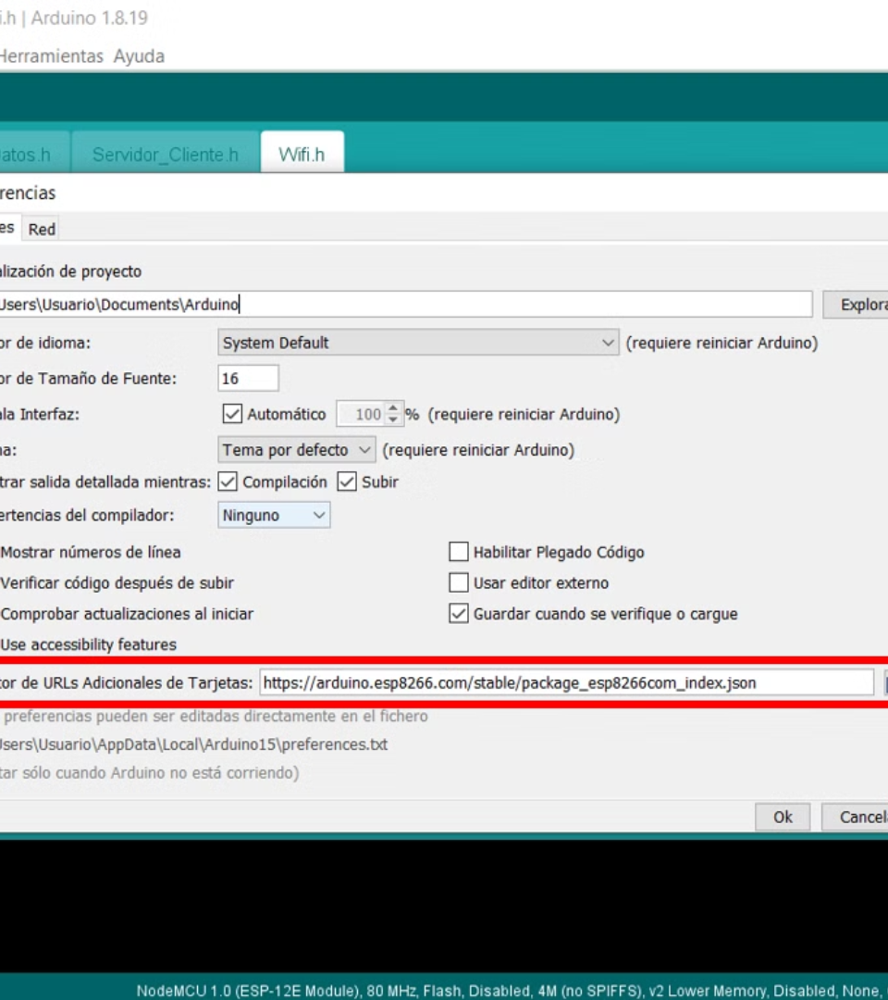 i.h | Arduino 1.8.19
Herramientas Ayuda
atos.h Servidor_Cliente.h Wifi.h
rencias
es Red
alización de proyecto
Users\Usuario\Documents\Arduino Explora
or de idioma: System Default (requiere reiniciar Arduino)
or de Tamaño de Fuente: 16
ala Interfaz: Automático 100 % (requiere reiniciar Arduino)
na: Tema por defecto (requiere reiniciar Arduino)
trar salida detallada mientras: Compilación Subir
ertencias del compilador: Ninguno
Mostrar números de línea Habilitar Plegado Código
Verificar código después de subir Usar editor externo
Comprobar actualizaciones al iniciar Guardar cuando se verifique o cargue
Use accessibility features
tor de URLs Adicionales de Tarjetas: https://arduino.esp8266.com/stable/package_esp8266com_index.json
preferencias pueden ser editadas directamente en el fichero
Users\Usuario\AppData\Local\Arduino15\preferences.txt
tar sólo cuando Arduino no está corriendo)
Ok Cancela
NodeMCU 1.0 (ESP-12E Module), 80 MHz, Flash, Disabled, 4M (no SPIFFS), v2 Lower Memory, Disabled, None,